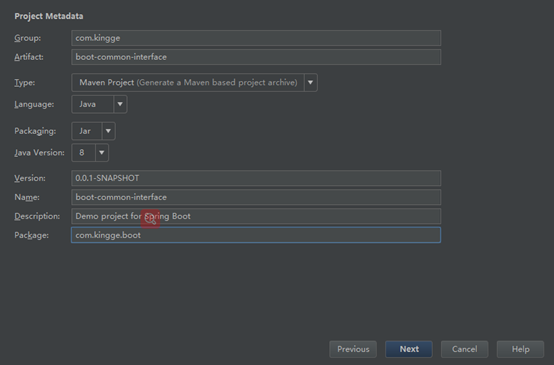 Project Metadata
Group: com.kingge
Artifact: boot-common-interface
Type: Maven Project (Generate a Maven based project archive)
Language: Java
Packaging: Jar
Java Version: 8
Version: 0.0.1-SNAPSHOT
Name: boot-common-interface
Description: Demo project for Spring Boot
Package: com.kingge.boot
Previous Next Cancel Help